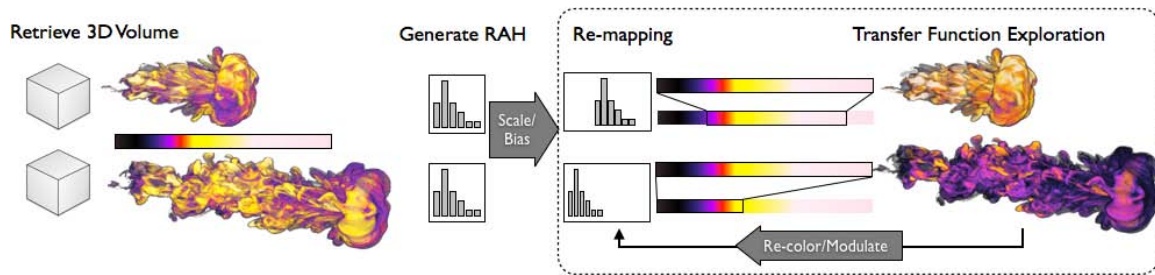 Retrieve 3D Volume
Generate RAH
Re-mapping
Transfer Function Exploration
Scale/
Bias
Re-color/Modulate